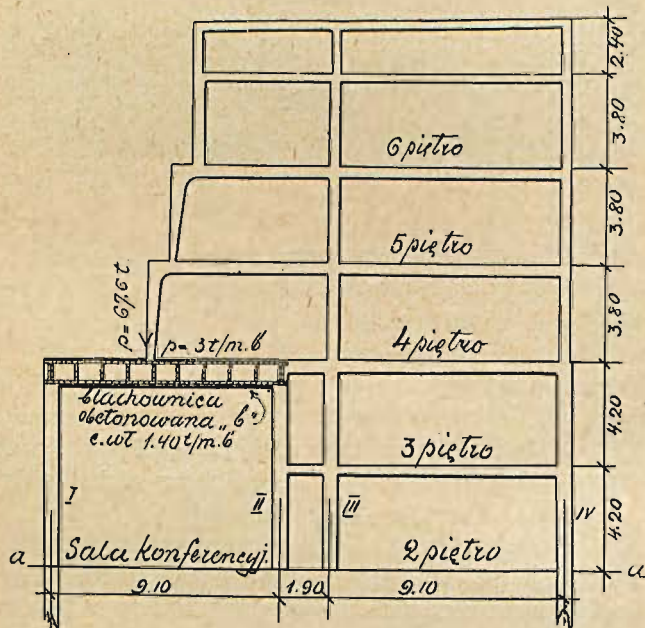 2.40
6 piętro
3.80
5 piętro
3.80
P=67,6 t
p=3t/m.b
4 piętro
3.80
blachownica
obetonowana „b"
c.wł 1.40 t/m.b
3 piętro
4.20
I
II
III
IV
4.20
a
Sala konferencyj.
2 piętro
a
9.10
1.90
9.10